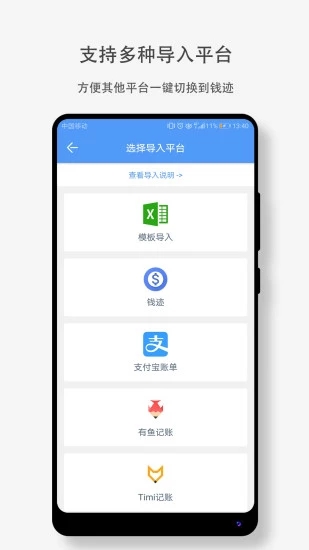 支持多种导入平台
方便其他平台一键切换到钱迹
中国移动
11%
13:40
选择导入平台
查看导入说明->
模板导入
钱迹
支
支付宝账单
有鱼记账
Timi记账